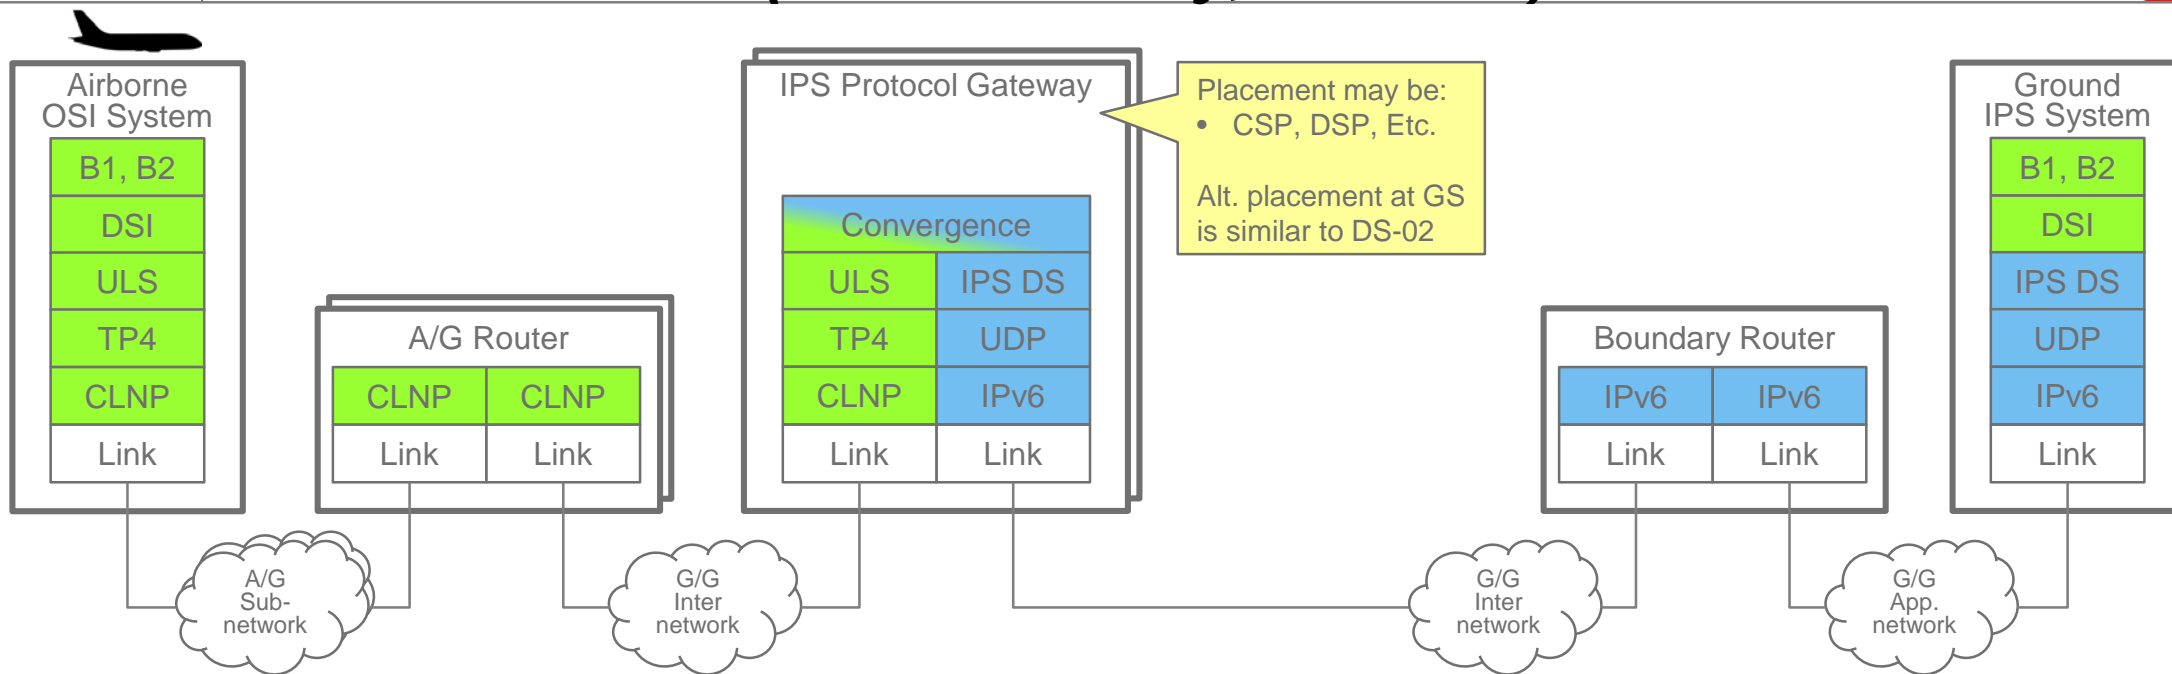 Airborne
OSI System
B1, B2
DSI
ULS
TP4
CLNP
Link
A/G
Sub-
network
A/G Router
CLNP CLNP
Link Link
G/G
Inter
network
IPS Protocol Gateway
Convergence
ULS IPS DS
TP4 UDP
CLNP IPv6
Link Link
Placement may be:
• CSP, DSP, Etc.
Alt. placement at GS
is similar to DS-02
G/G
Inter
network
Boundary Router
IPv6 IPv6
Link Link
G/G
App.
network
Ground
IPS System
B1, B2
DSI
IPS DS
UDP
IPv6
Link